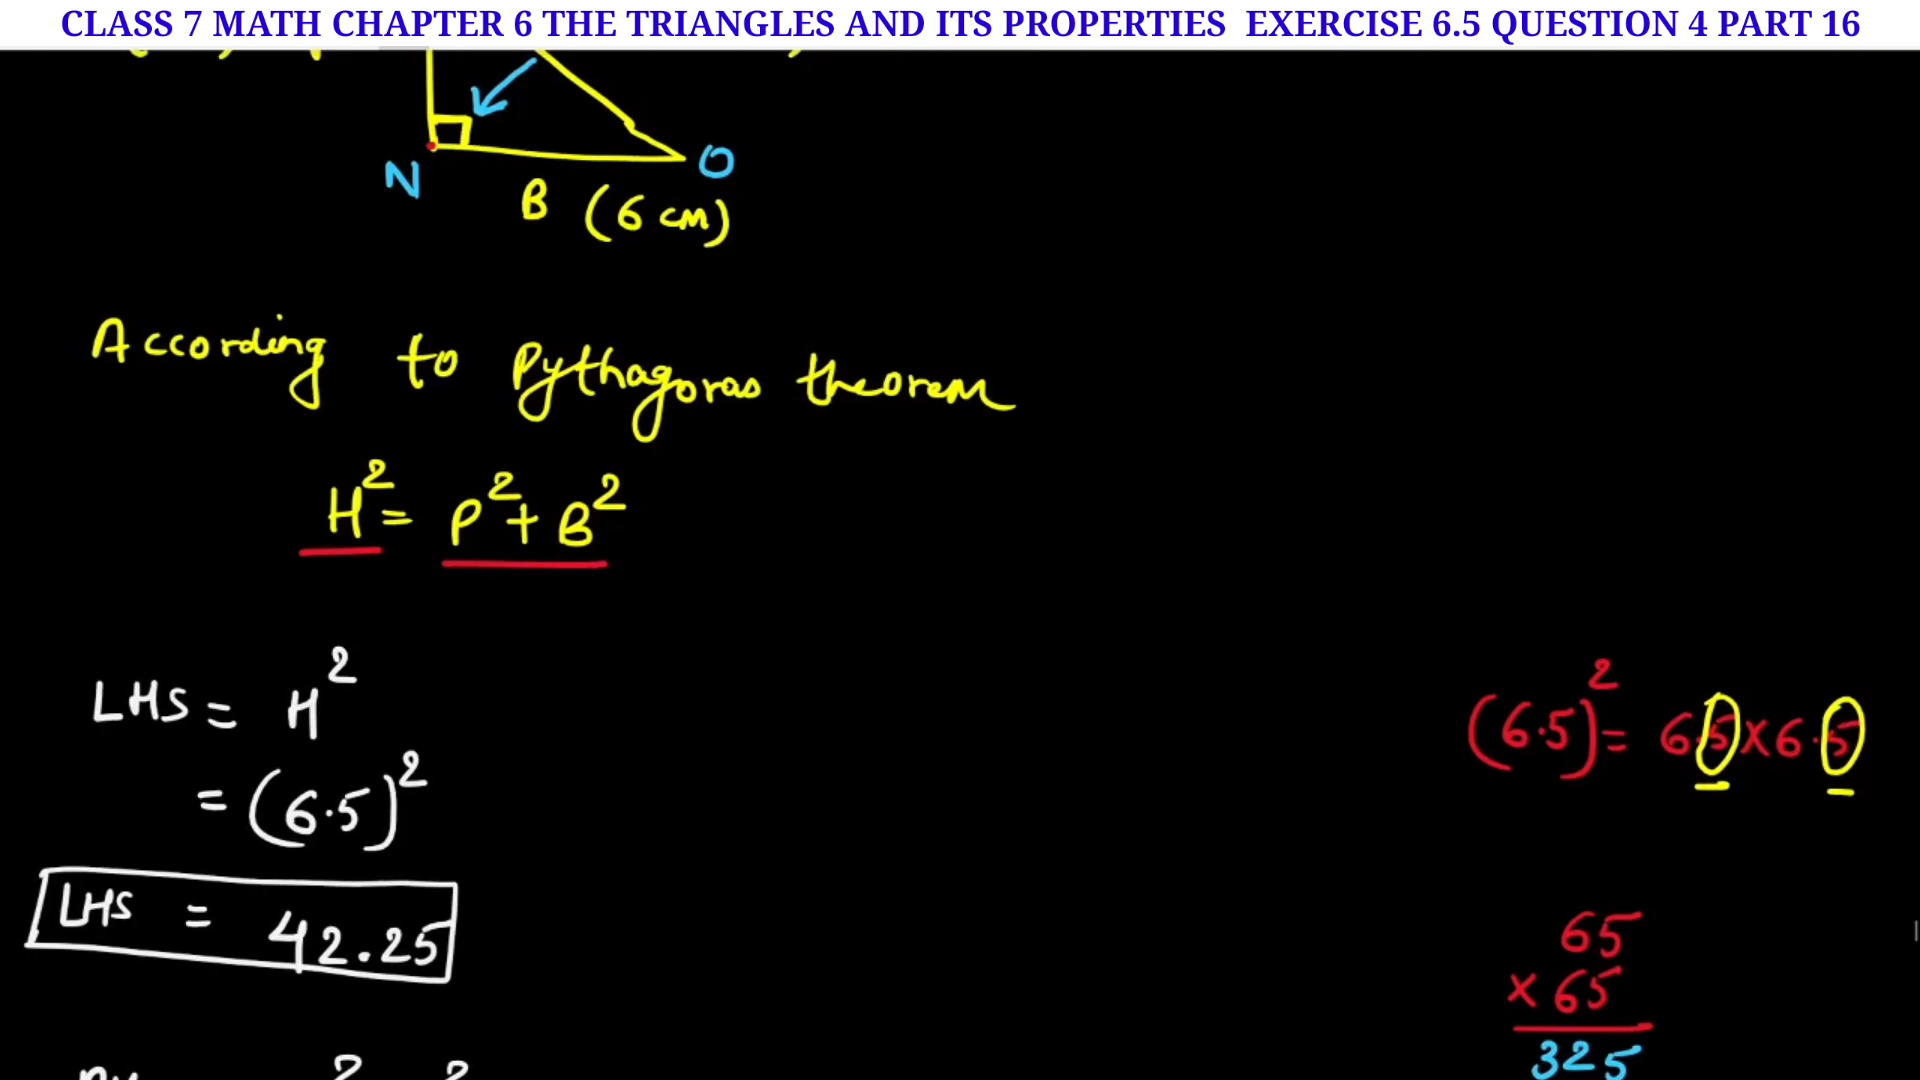 CLASS 7 MATH CHAPTER 6 THE TRIANGLES AND ITS PROPERTIES EXERCISE 6.5 QUESTION 4 PART 16
N
O
B (6 cm)
According to Pythagoras theorem
H² = P² + B²
LHS = H²
= (6.5)²
(6.5)² = 6.5 × 6.5
LHS = 42.25
65
× 65
325